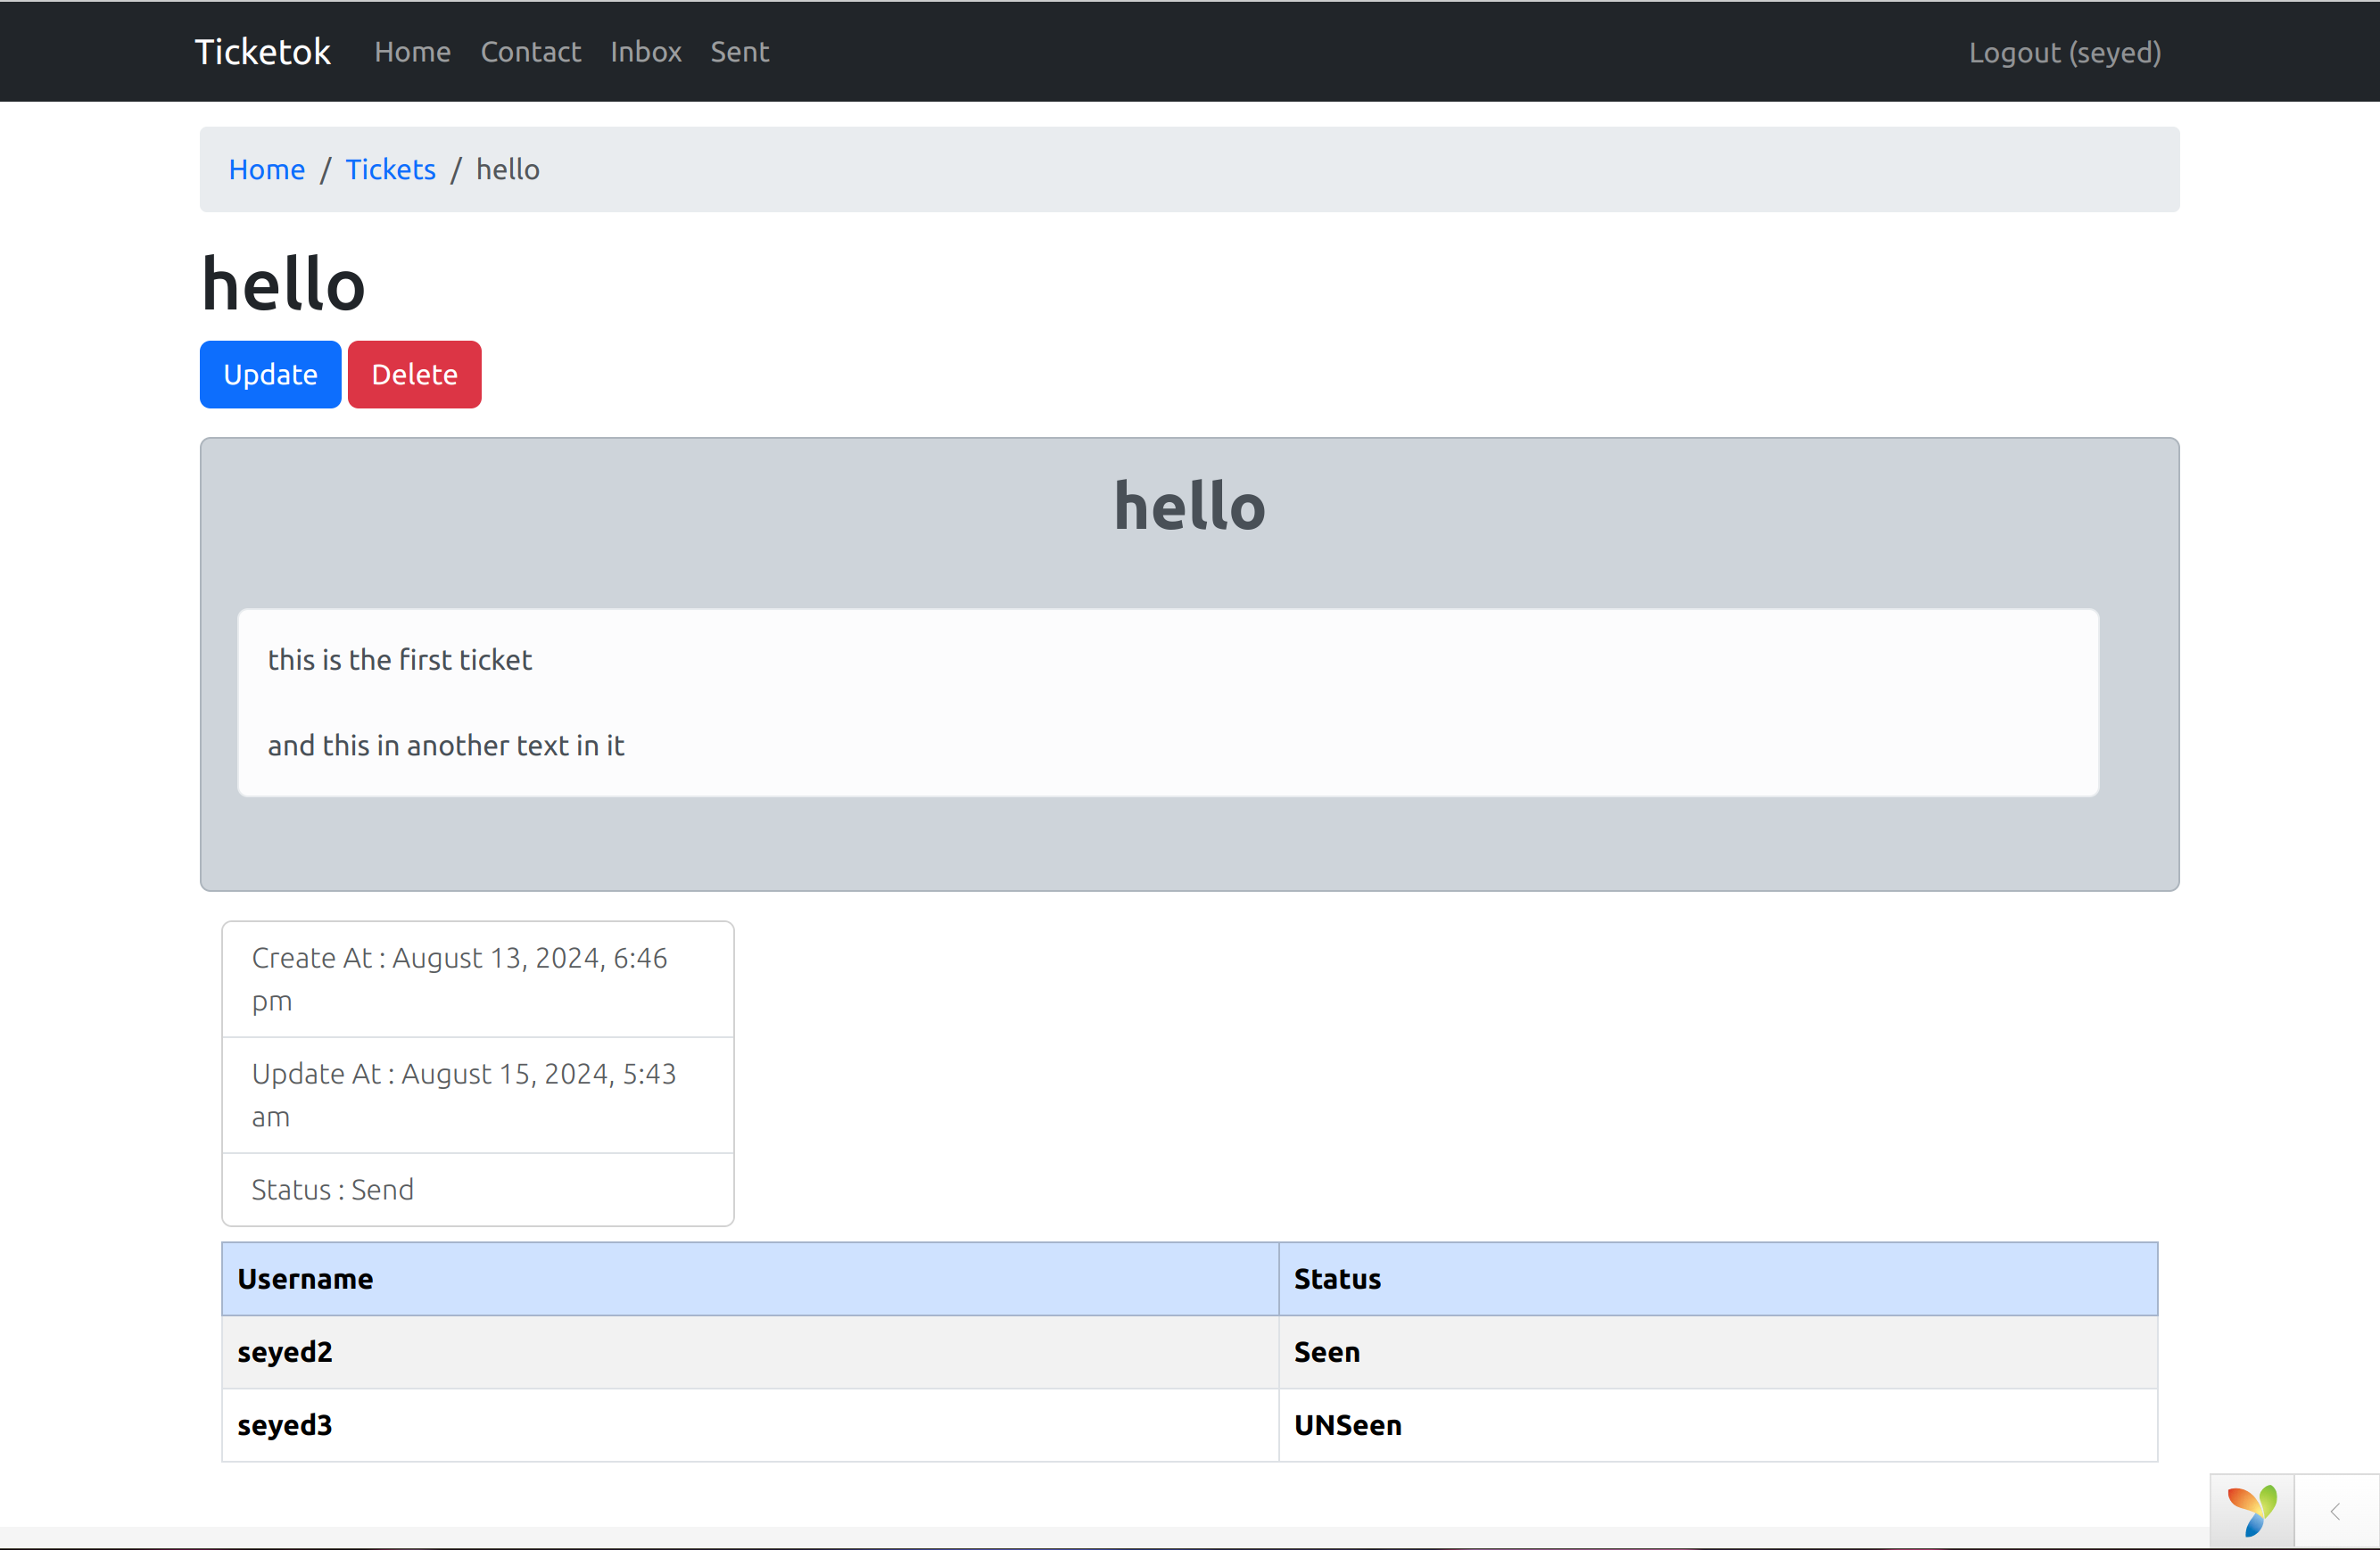 Ticketok Home Contact Inbox Sent Logout (seyed)
Home / Tickets / hello
hello
Update Delete
hello
this is the first ticket
and this in another text in it
Create At : August 13, 2024, 6:46
pm
Update At : August 15, 2024, 5:43
am
Status : Send
Username Status
seyed2 Seen
seyed3 UNSeen